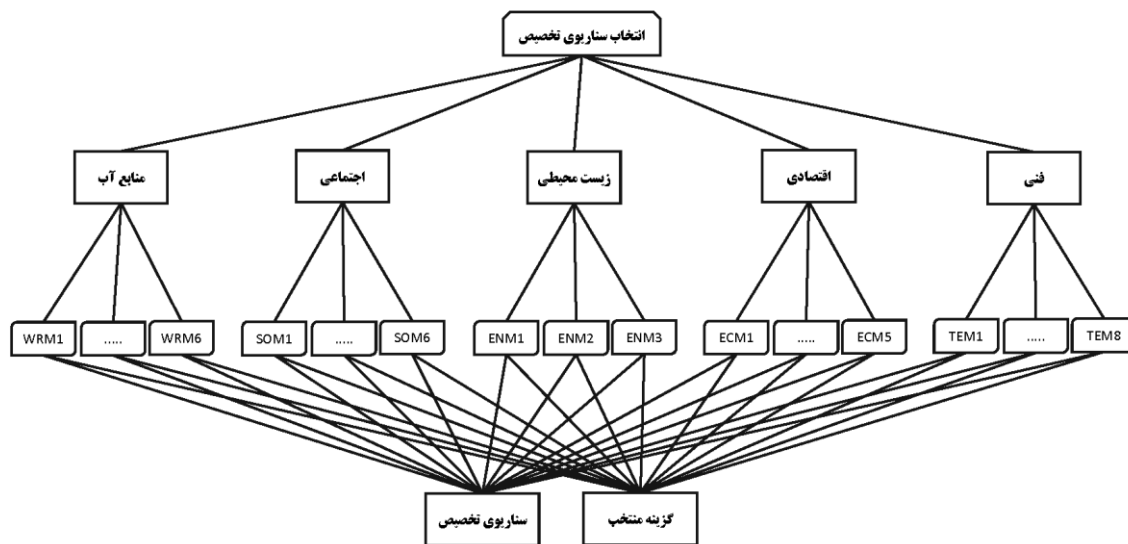 انتخاب سناریوی تخصیص
فنی
اقتصادی
زیست محیطی
اجتماعی
منابع آب
WRM1
.....
WRM6
SOM1
.....
SOM6
ENM1
ENM2
ENM3
ECM1
.....
ECM5
TEM1
.....
TEM8
گزینه منتخب
سناریوی تخصیص